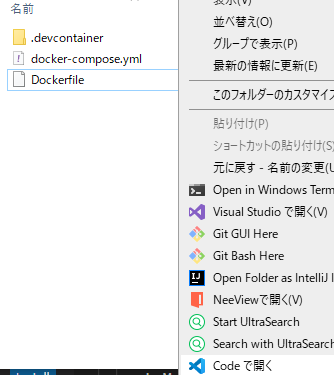 名前
.devcontainer
docker-compose.yml
Dockerfile
表示(V)
並べ替え(O)
グループで表示(P)
最新の情報に更新(E)
このフォルダーのカスタマイズ
貼り付け(P)
ショートカットの貼り付け(S)
元に戻す - 名前の変更(U
Open in Windows Term
Visual Studio で開く(V)
Git GUI Here
Git Bash Here
Open Folder as IntelliJ I
NeeViewで開く(V)
Start UltraSearch
Search with UltraSearch
Code で開く